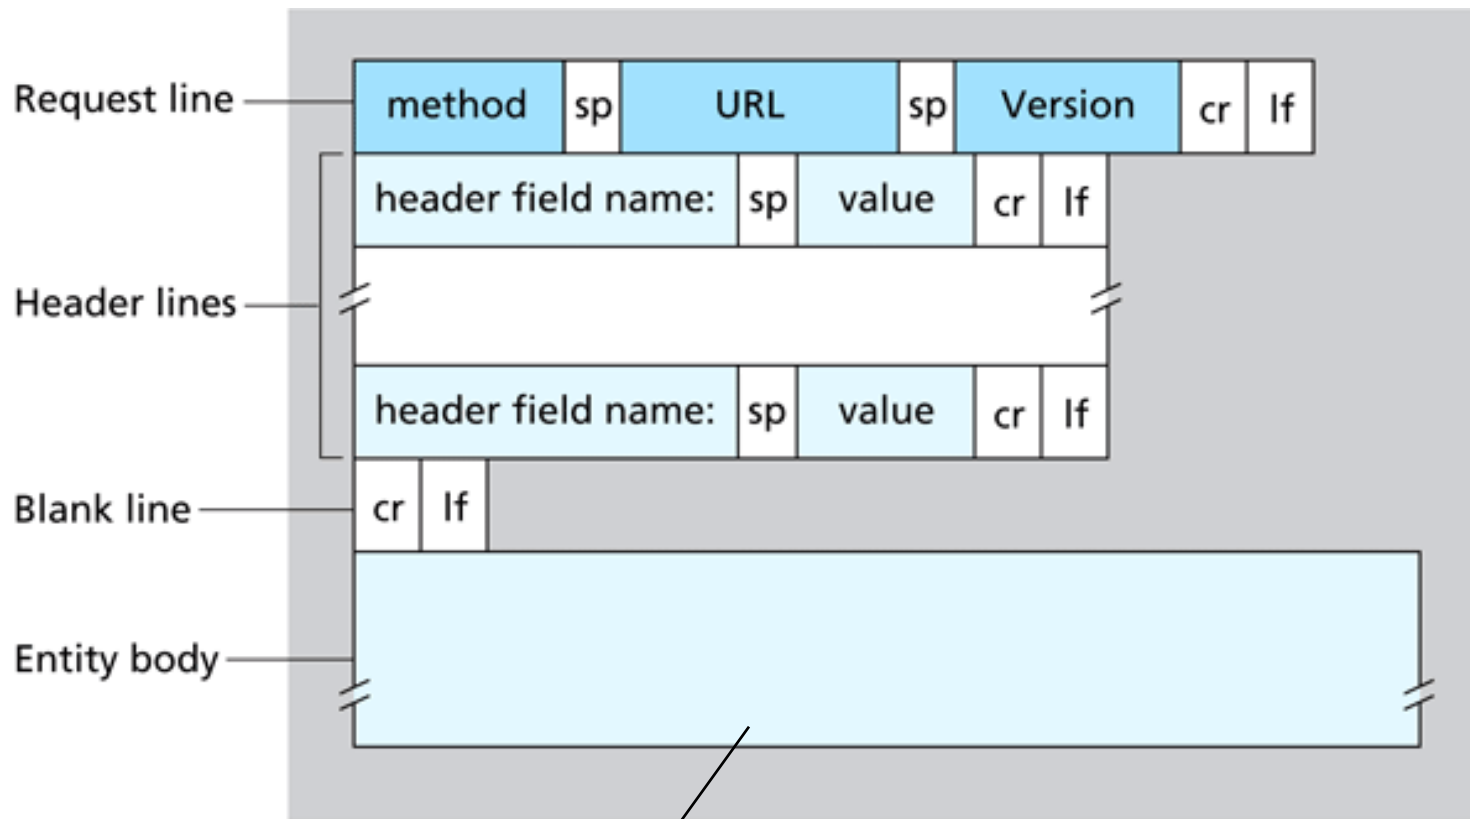 Request line method sp URL sp Version cr lf
header field name: sp value cr lf
Header lines
header field name: sp value cr lf
Blank line cr lf
Entity body